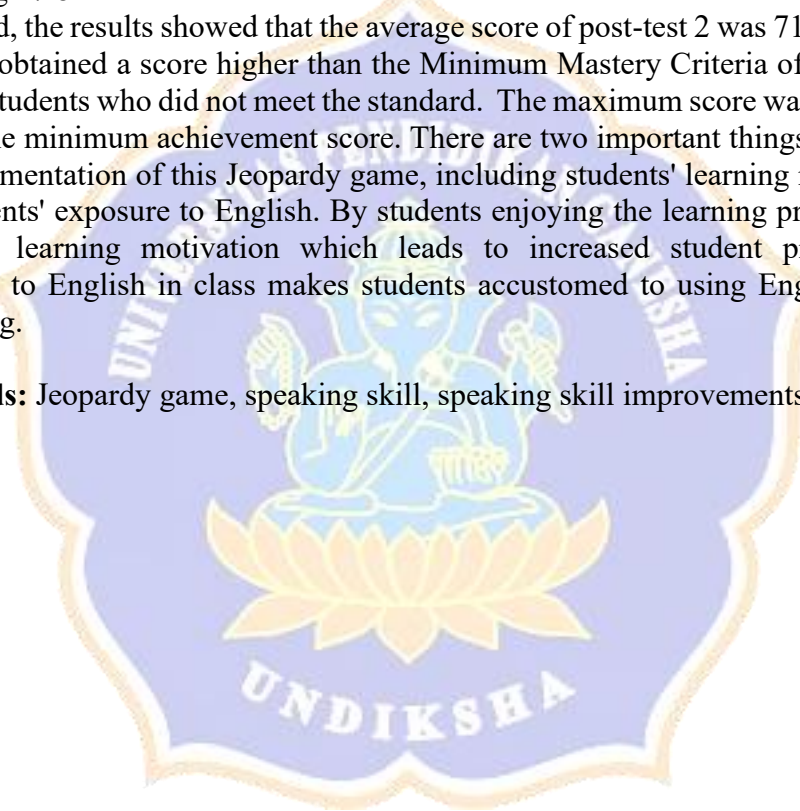 d, the results showed that the average score of post-test 2 was 71
obtained a score higher than the Minimum Mastery Criteria of
tudents who did not meet the standard. The maximum score wa
e minimum achievement score. There are two important things
mentation of this Jeopardy game, including students' learning
ents' exposure to English. By students enjoying the learning pr
learning motivation which leads to increased student p
to English in class makes students accustomed to using Eng
g.
ls: Jeopardy game, speaking skill, speaking skill improvements
UNIVERSITAS PENDIDIKAN GANESHA
UNDIKSHA